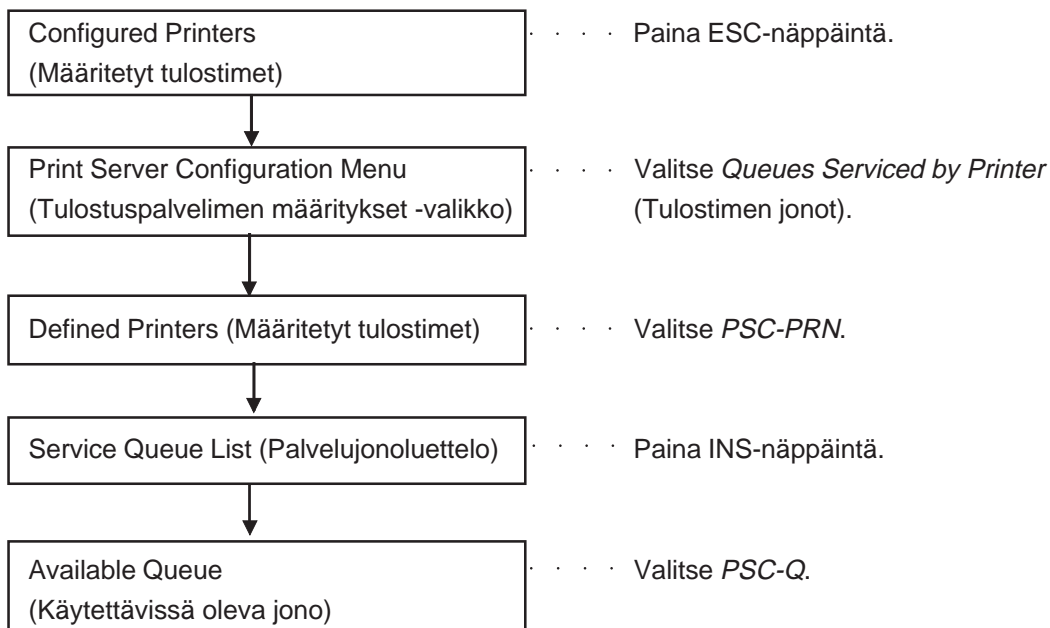 Configured Printers
(Määritetyt tulostimet)
· · · · Paina ESC-näppäintä.
Print Server Configuration Menu
(Tulostuspalvelimen määritykset -valikko)
· · · · Valitse Queues Serviced by Printer
(Tulostimen jonot).
Defined Printers (Määritetyt tulostimet)
· · · · Valitse PSC-PRN.
Service Queue List (Palvelujonoluettelo)
· · · · Paina INS-näppäintä.
Available Queue
(Käytettävissä oleva jono)
· · · · Valitse PSC-Q.